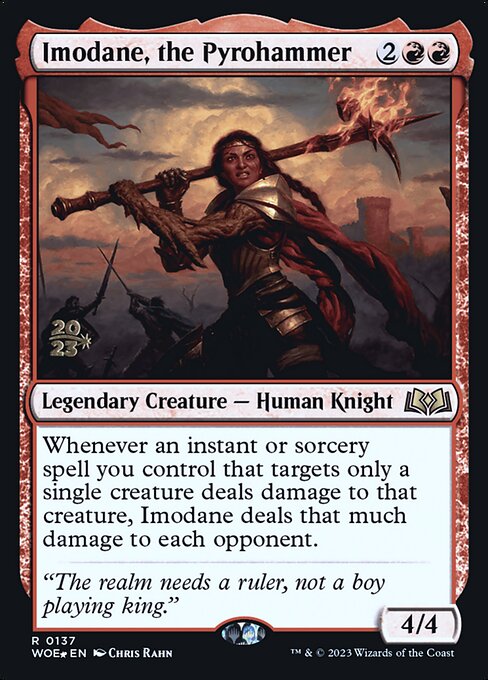 Imodane, the Pyrohammer 2
20
23
Legendary Creature — Human Knight
Whenever an instant or sorcery
spell you control that targets only a
single creature deals damage to that
creature, Imodane deals that much
damage to each opponent.
“The realm needs a ruler, not a boy
playing king.”
4/4
R 0137
WOE★EN Chris Rahn
™ & © 2023 Wizards of the Coast